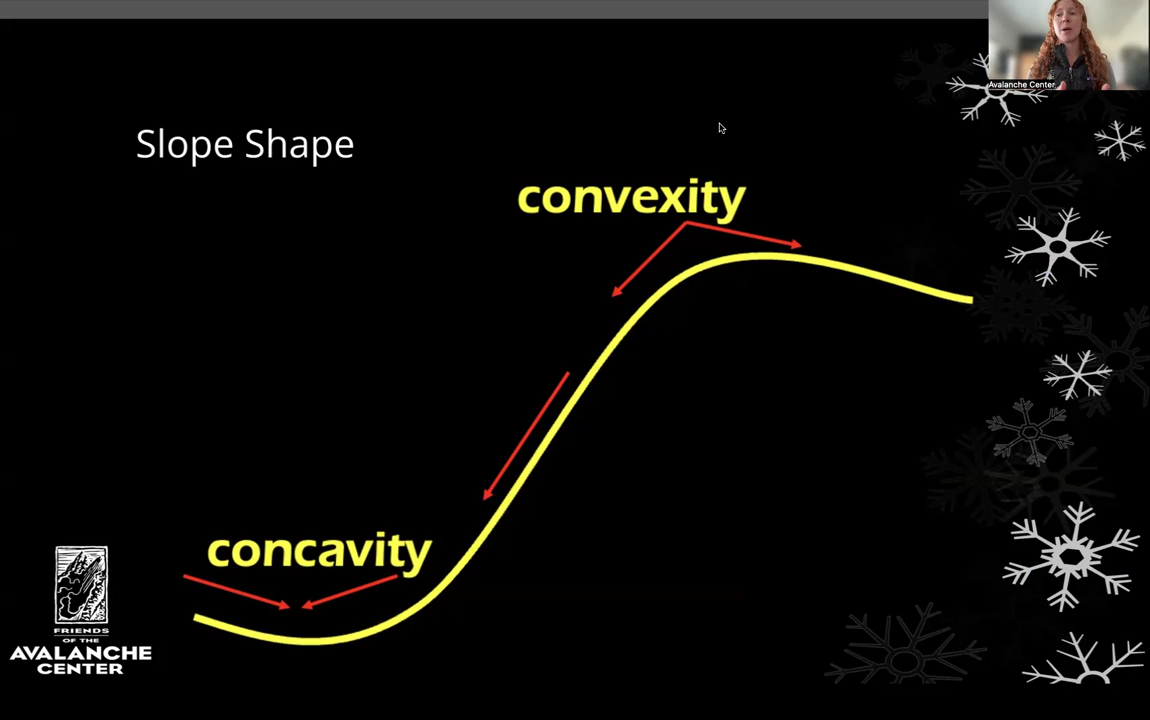 Avalanche Center
Slope Shape
convexity
concavity
FRIENDS
OF THE
AVALANCHE
CENTER